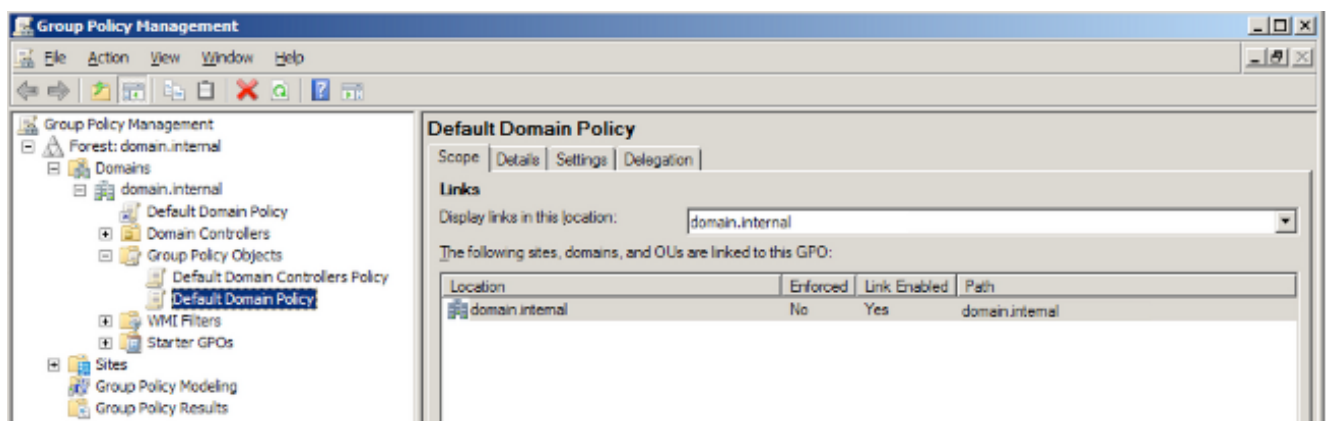 Group Policy Management
File Action View Window Help
Group Policy Management
Forest: domain.internal
Domains
domain.internal
Default Domain Policy
Domain Controllers
Group Policy Objects
Default Domain Controllers Policy
Default Domain Policy
WMI Filters
Starter GPOs
Sites
Group Policy Modeling
Group Policy Results
Default Domain Policy
Scope Details Settings Delegation
Links
Display links in this location: domain.internal
The following sites, domains, and OUs are linked to this GPO:
Location Enforced Link Enabled Path
domain.internal No Yes domain.internal